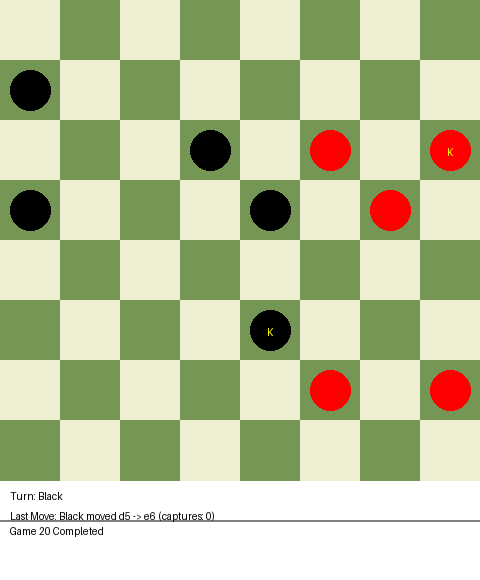 K
K
Turn: Black
Last Move: Black moved d5 -> e6 (captures: 0)
Game 20 Completed